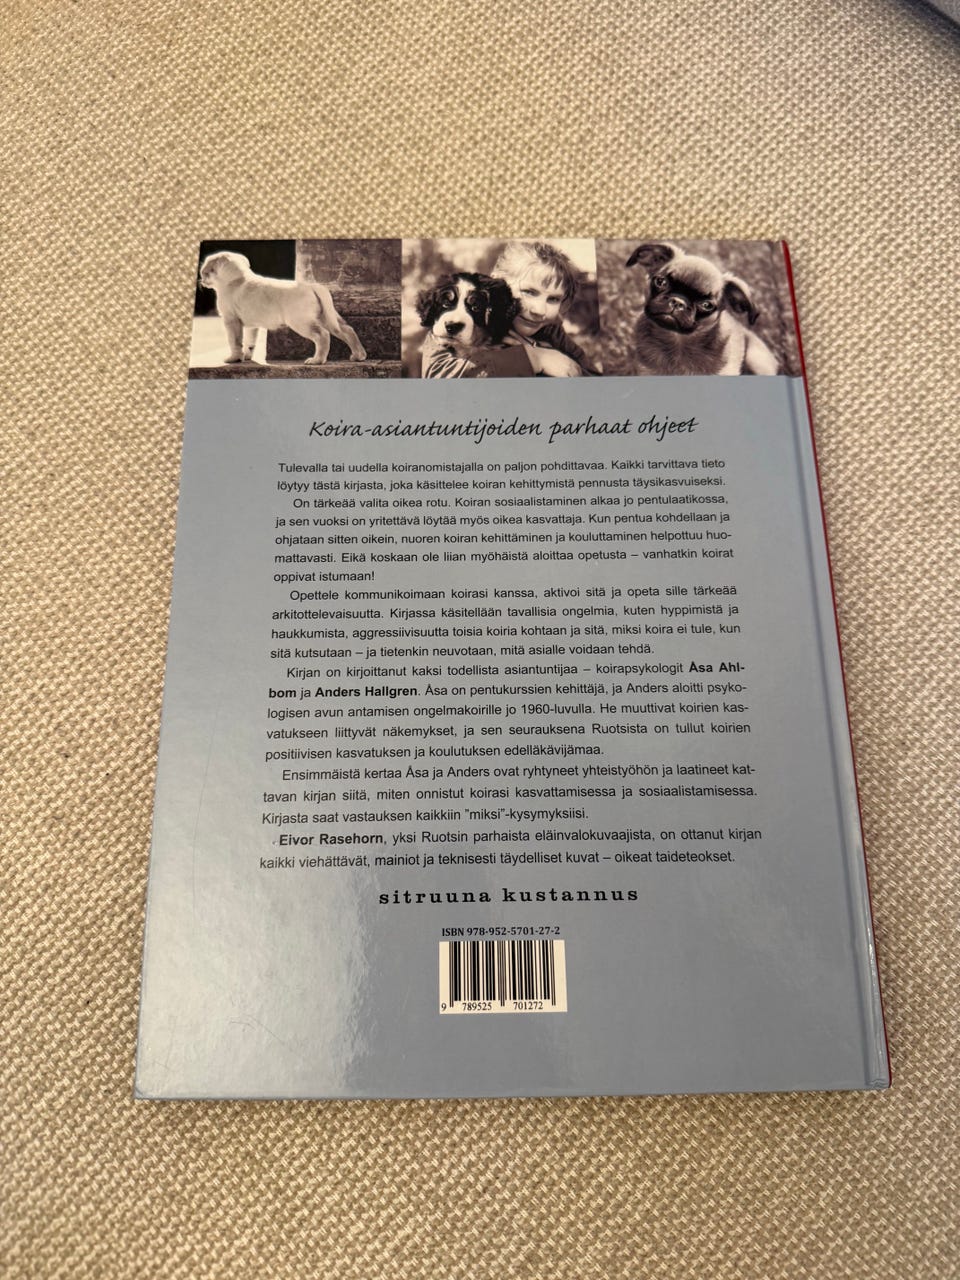 Koira-asiantuntijoiden parhaat ohjeet
Tulevalla tai uudella koiranomistajalla on paljon pohdittavaa. Kaikki tarvittava tieto
löytyy tästä kirjasta, joka käsittelee koiran kehittymistä pennusta täysikasvuiseksi.
On tärkeää valita oikea rotu. Koiran sosiaalistaminen alkaa jo pentulaatikossa,
ja sen vuoksi on yritettävä löytää myös oikea kasvattaja. Kun pentua kohdellaan ja
ohjataan sitten oikein, nuoren koiran kehittäminen ja kouluttaminen helpottuu huo-
mattavasti. Eikä koskaan ole liian myöhäistä aloittaa opetusta – vanhatkin koirat
oppivat istumaan!
Opettele kommunikoimaan koirasi kanssa, aktivoi sitä ja opeta sille tärkeää
arkitottelevaisuutta. Kirjassa käsitellään tavallisia ongelmia, kuten hyppimistä ja
haukkumista, aggressiivisuutta toisia koiria kohtaan ja sitä, miksi koira ei tule, kun
sitä kutsutaan – ja tietenkin neuvotaan, mitä asialle voidaan tehdä.
Kirjan on kirjoittanut kaksi todellista asiantuntijaa – koirapsykologit Åsa Ahl-
bom ja Anders Hallgren. Åsa on pentukurssien kehittäjä, ja Anders aloitti psyko-
logisen avun antamisen ongelmakoirille jo 1960-luvulla. He muuttivat koirien kas-
vatukseen liittyvät näkemykset, ja sen seurauksena Ruotsista on tullut koirien
positiivisen kasvatuksen ja koulutuksen edelläkävijämaa.
Ensimmäistä kertaa Åsa ja Anders ovat ryhtyneet yhteistyöhön ja laatineet kat-
tavan kirjan siitä, miten onnistut koirasi kasvattamisessa ja sosiaalistamisessa.
Kirjasta saat vastauksen kaikkiin ”miksi”-kysymyksiisi.
Eivor Rasehorn, yksi Ruotsin parhaista eläinvalokuvaajista, on ottanut kirjan
kaikki viehättävät, mainiot ja teknisesti täydelliset kuvat – oikeat taideteokset.
sitruuna kustannus
ISBN 978-952-5701-27-2
9 789525 701272